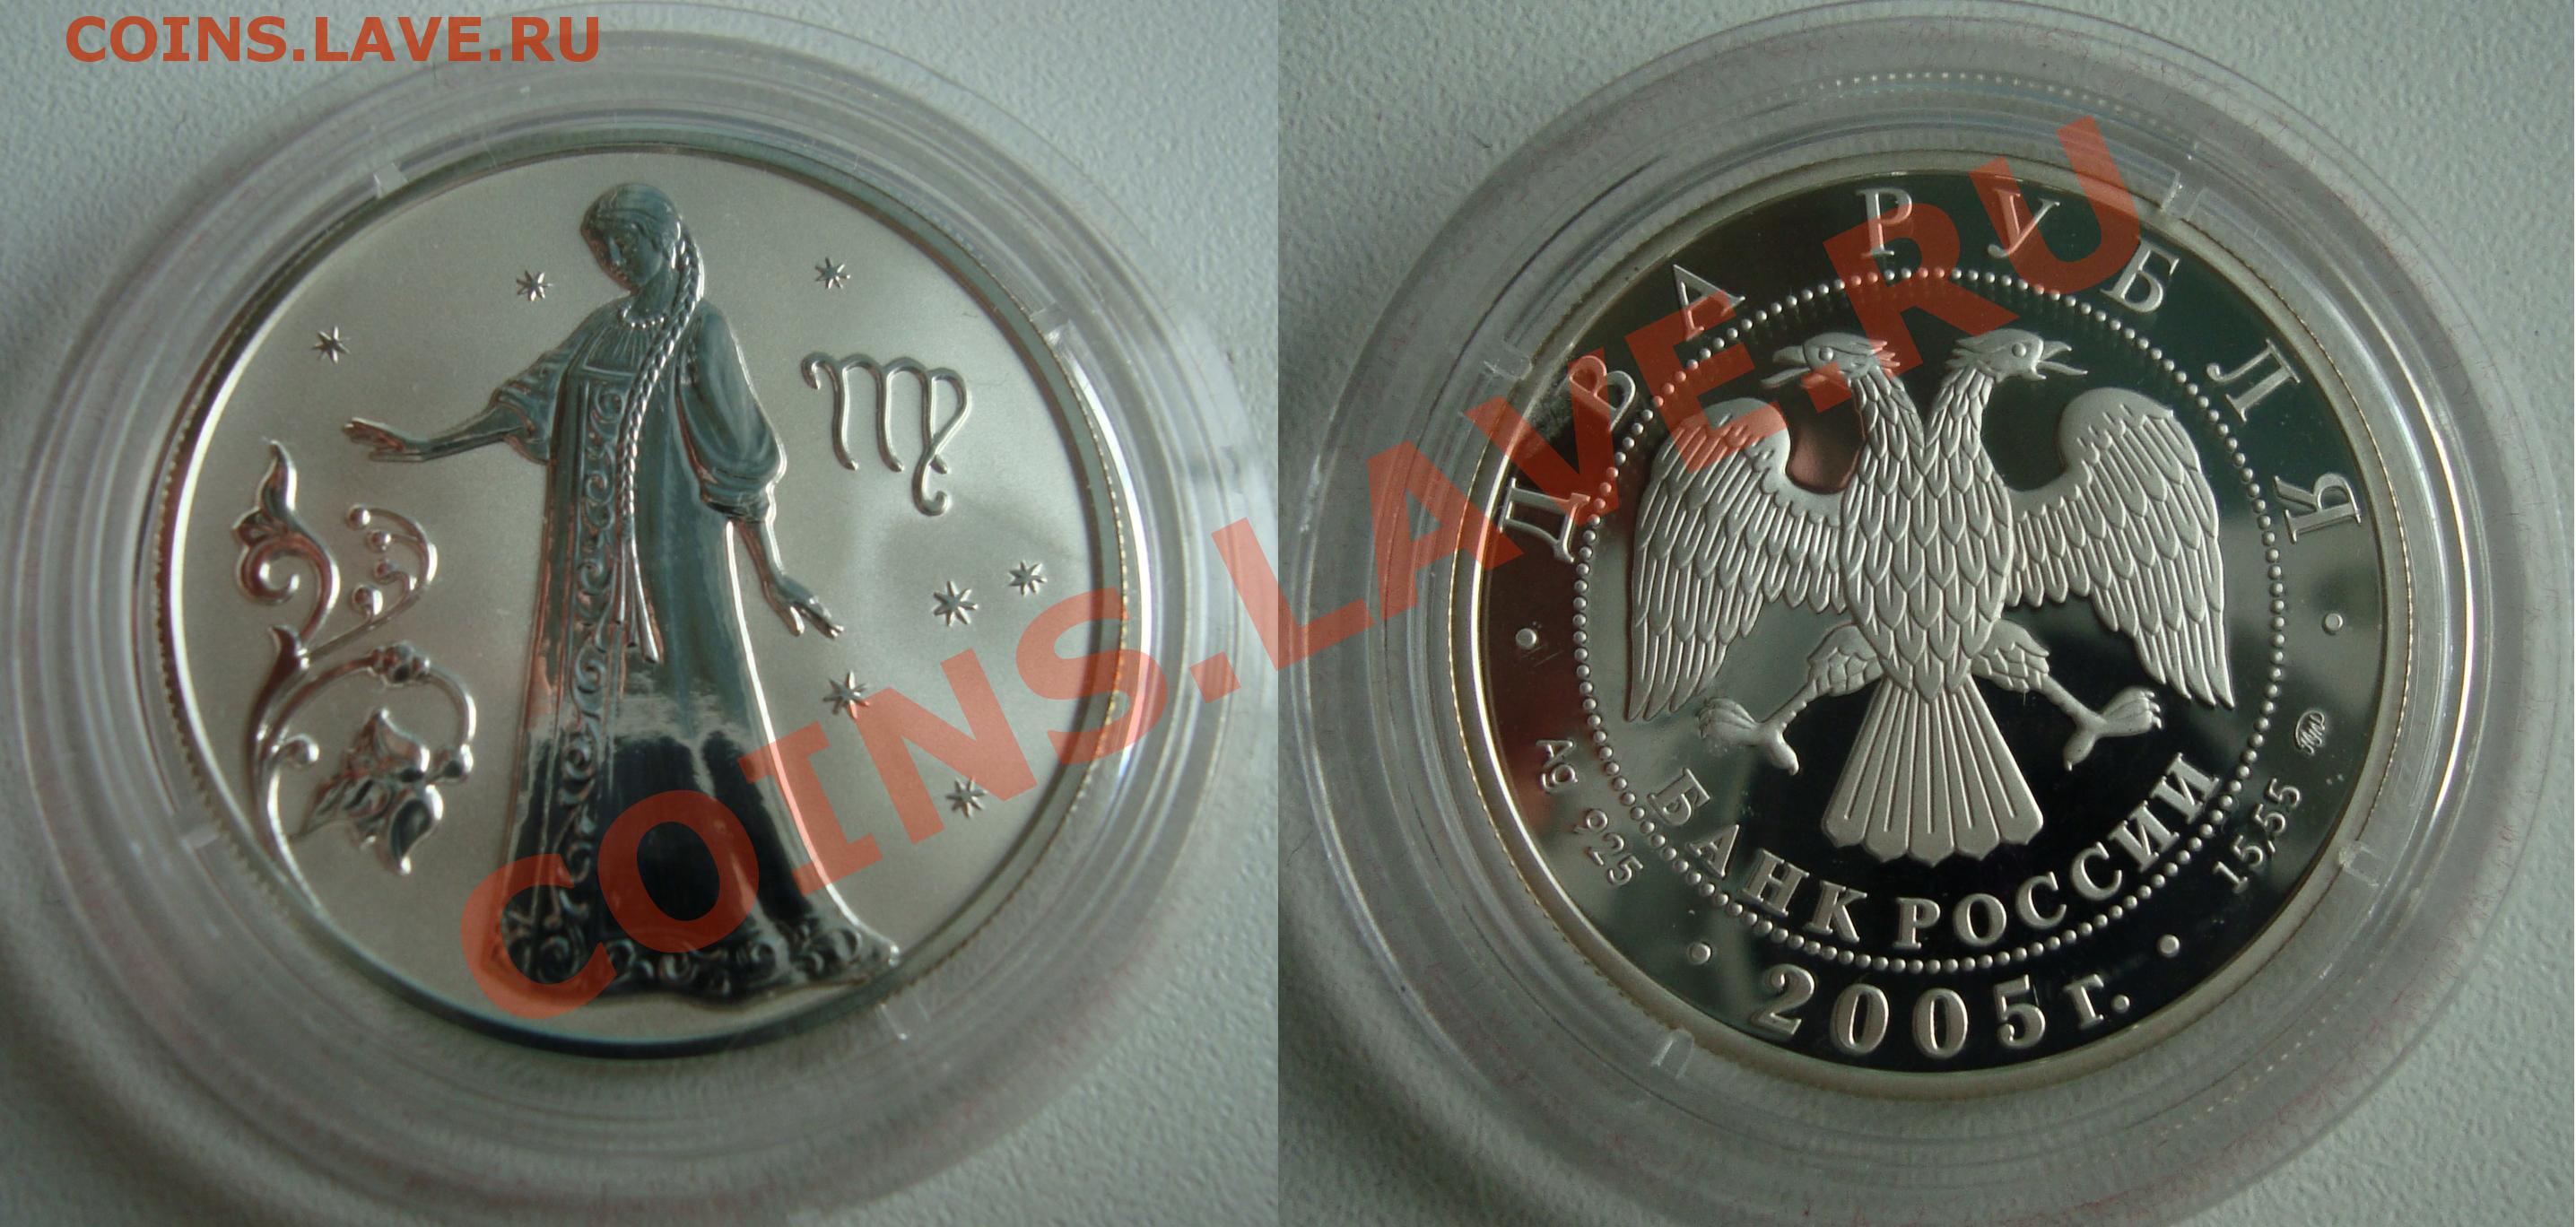 COINS.LAVE.RU
COINS.LAVE.RU
ДВА РУБЛЯ
Ag 925
БАНК РОССИИ
15,55
2005 г.